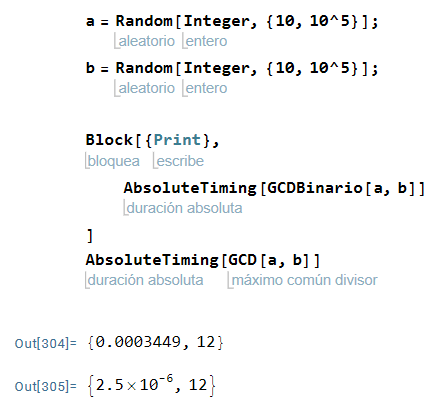 a = Random[Integer, {10, 10^5}];
aleatorio entero
b = Random[Integer, {10, 10^5}];
aleatorio entero
Block[{Print},
bloquea escribe
AbsoluteTiming[GCDBinario[a, b]]
duración absoluta
]
AbsoluteTiming[GCD[a, b]]
duración absoluta máximo común divisor
Out[304]= {0.0003449, 12}
Out[305]= {2.5×10^-6, 12}